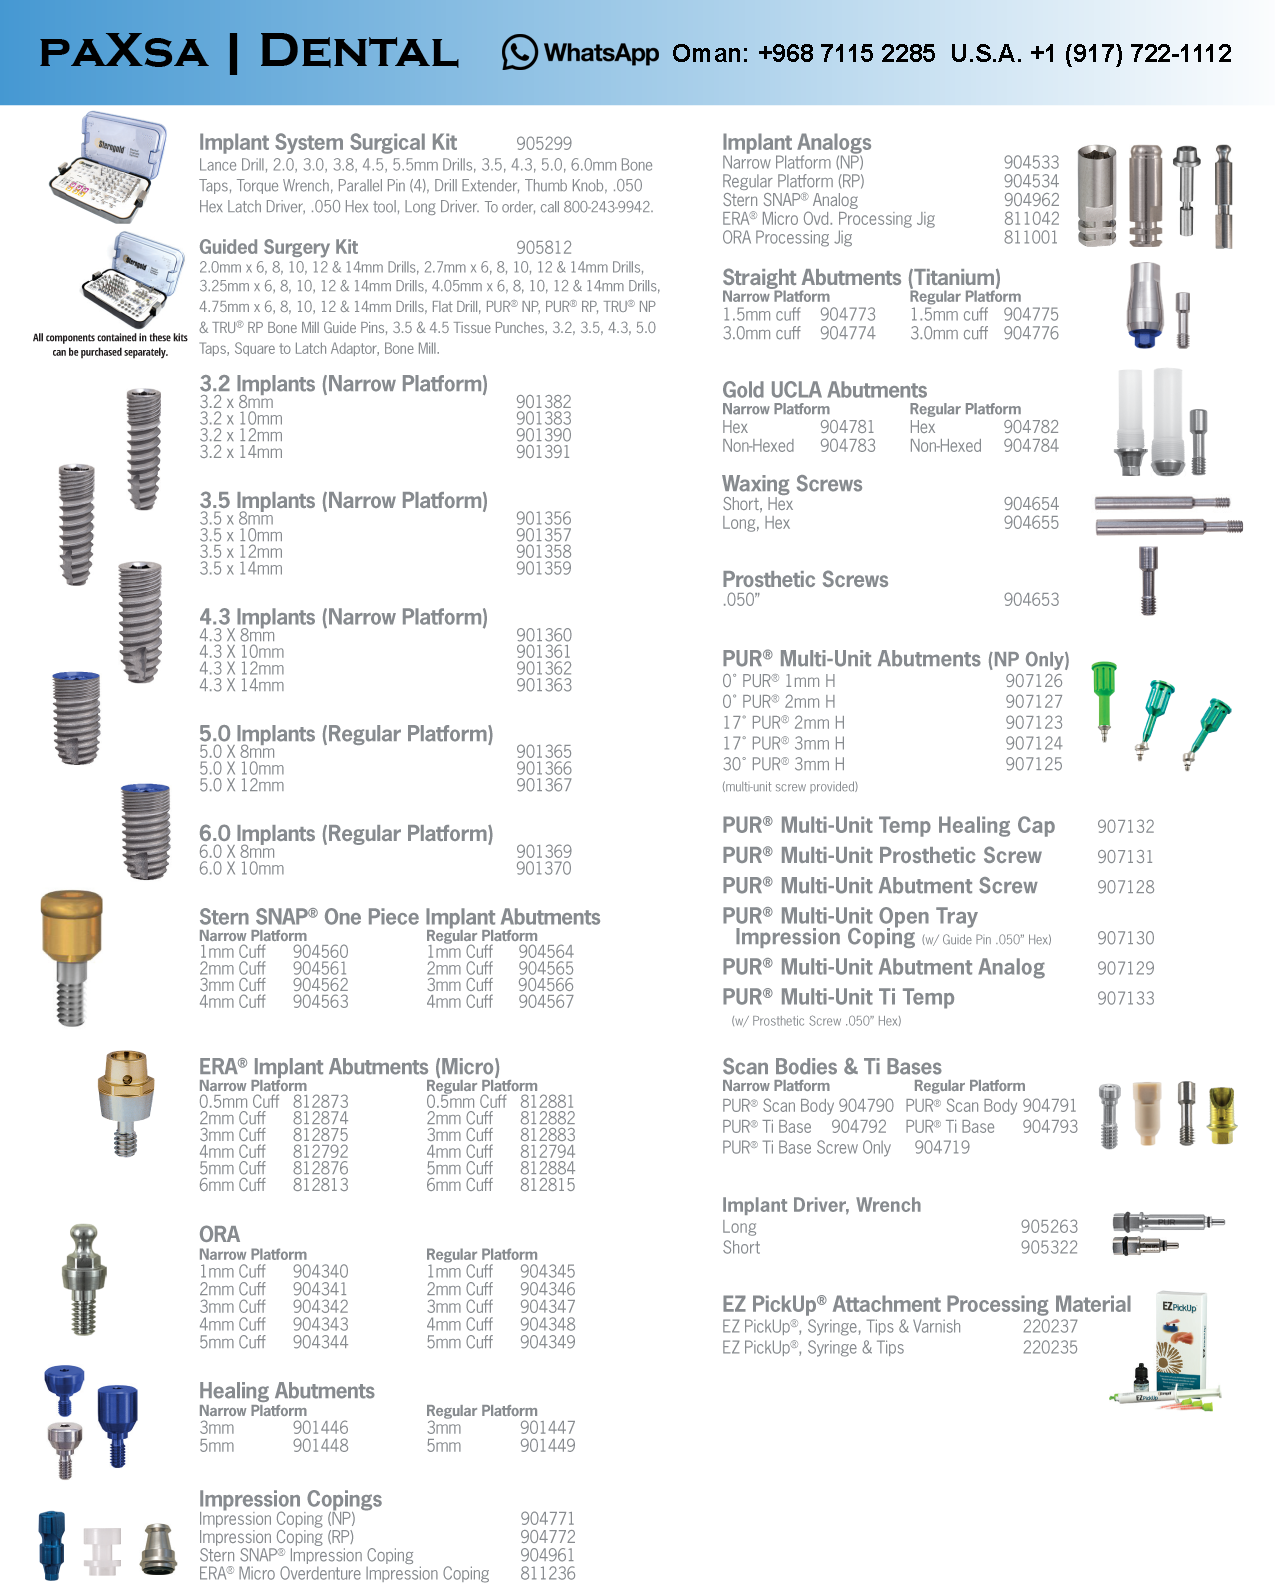 PAXSA | DENTAL
WhatsApp Oman: +968 7115 2285 U.S.A. +1 (917) 722-1112
Implant System Surgical Kit 905299
Lance Drill, 2.0, 3.0, 3.8, 4.5, 5.5mm Drills, 3.5, 4.3, 5.0, 6.0mm Bone
Taps, Torque Wrench, Parallel Pin (4), Drill Extender, Thumb Knob, .050
Hex Latch Driver, .050 Hex tool, Long Driver. To order, call 800-243-9942.
Guided Surgery Kit 905812
2.0mm x 6, 8, 10, 12 & 14mm Drills, 2.7mm x 6, 8, 10, 12 & 14mm Drills,
3.25mm x 6, 8, 10, 12 & 14mm Drills, 4.05mm x 6, 8, 10, 12 & 14mm Drills,
4.75mm x 6, 8, 10, 12 & 14mm Drills, Flat Drill, PUR® NP, PUR® RP, TRU® NP
& TRU® RP Bone Mill Guide Pins, 3.5 & 4.5 Tissue Punches, 3.2, 3.5, 4.3, 5.0
Taps, Square to Latch Adaptor, Bone Mill.
Sterngold
Sterngold
All components contained in these kits
can be purchased separately.
3.2 Implants (Narrow Platform)
3.2 x 8mm 901382
3.2 x 10mm 901383
3.2 x 12mm 901390
3.2 x 14mm 901391
3.5 Implants (Narrow Platform)
3.5 x 8mm 901356
3.5 x 10mm 901357
3.5 x 12mm 901358
3.5 x 14mm 901359
4.3 Implants (Narrow Platform)
4.3 X 8mm 901360
4.3 X 10mm 901361
4.3 X 12mm 901362
4.3 X 14mm 901363
5.0 Implants (Regular Platform)
5.0 X 8mm 901365
5.0 X 10mm 901366
5.0 X 12mm 901367
6.0 Implants (Regular Platform)
6.0 X 8mm 901369
6.0 X 10mm 901370
Stern SNAP® One Piece Implant Abutments
Narrow Platform Regular Platform
1mm Cuff 904560 1mm Cuff 904564
2mm Cuff 904561 2mm Cuff 904565
3mm Cuff 904562 3mm Cuff 904566
4mm Cuff 904563 4mm Cuff 904567
ERA® Implant Abutments (Micro)
Narrow Platform Regular Platform
0.5mm Cuff 812873 0.5mm Cuff 812881
2mm Cuff 812874 2mm Cuff 812882
3mm Cuff 812875 3mm Cuff 812883
4mm Cuff 812792 4mm Cuff 812794
5mm Cuff 812876 5mm Cuff 812884
6mm Cuff 812813 6mm Cuff 812815
ORA
Narrow Platform Regular Platform
1mm Cuff 904340 1mm Cuff 904345
2mm Cuff 904341 2mm Cuff 904346
3mm Cuff 904342 3mm Cuff 904347
4mm Cuff 904343 4mm Cuff 904348
5mm Cuff 904344 5mm Cuff 904349
Healing Abutments
Narrow Platform Regular Platform
3mm 901446 3mm 901447
5mm 901448 5mm 901449
Impression Copings
Impression Coping (NP) 904771
Impression Coping (RP) 904772
Stern SNAP® Impression Coping 904961
ERA® Micro Overdenture Impression Coping 811236
Implant Analogs
Narrow Platform (NP) 904533
Regular Platform (RP) 904534
Stern SNAP® Analog 904962
ERA® Micro Ovd. Processing Jig 811042
ORA Processing Jig 811001
Straight Abutments (Titanium)
Narrow Platform Regular Platform
1.5mm cuff 904773 1.5mm cuff 904775
3.0mm cuff 904774 3.0mm cuff 904776
Gold UCLA Abutments
Narrow Platform Regular Platform
Hex 904781 Hex 904782
Non-Hexed 904783 Non-Hexed 904784
Waxing Screws
Short, Hex 904654
Long, Hex 904655
Prosthetic Screws
.050” 904653
PUR® Multi-Unit Abutments (NP Only)
0˚ PUR® 1mm H 907126
0˚ PUR® 2mm H 907127
17˚ PUR® 2mm H 907123
17˚ PUR® 3mm H 907124
30˚ PUR® 3mm H 907125
(multi-unit screw provided)
PUR® Multi-Unit Temp Healing Cap 907132
PUR® Multi-Unit Prosthetic Screw 907131
PUR® Multi-Unit Abutment Screw 907128
PUR® Multi-Unit Open Tray
Impression Coping (w/ Guide Pin .050” Hex) 907130
PUR® Multi-Unit Abutment Analog 907129
PUR® Multi-Unit Ti Temp 907133
(w/ Prosthetic Screw .050” Hex)
Scan Bodies & Ti Bases
Narrow Platform Regular Platform
PUR® Scan Body 904790 PUR® Scan Body 904791
PUR® Ti Base 904792 PUR® Ti Base 904793
PUR® Ti Base Screw Only 904719
Implant Driver, Wrench
Long 905263
Short 905322
PUR
EZ PickUp® Attachment Processing Material
EZ PickUp®, Syringe, Tips & Varnish 220237
EZ PickUp®, Syringe & Tips 220235
EZ PickUp
EZ PickUp